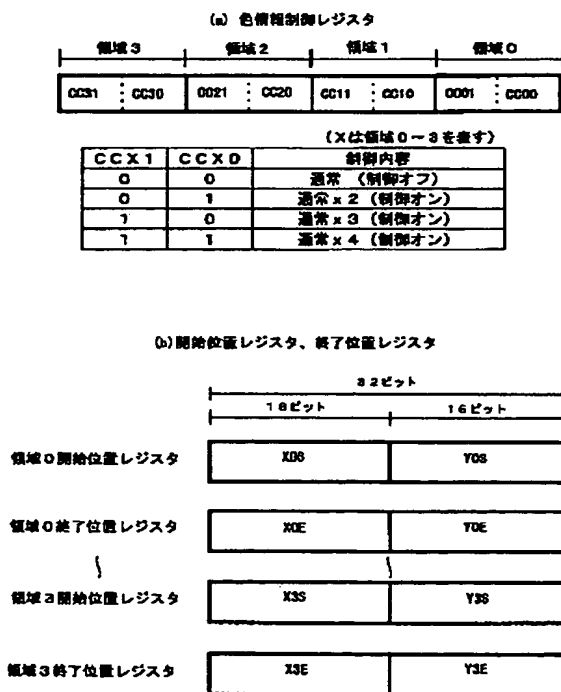 (a) 色情報制御レジスタ
領域3 領域2 領域1 領域0
CC31 CC30 CC21 CC20 CC11 CC10 CC01 CC00
(Xは領域0～3を表す)
CCX1 CCX0 制御内容
0 0 通常 (制御オフ)
0 1 通常x2 (制御オン)
1 0 通常x3 (制御オン)
1 1 通常x4 (制御オン)
(b)開始位置レジスタ、終了位置レジスタ
32ビット
16ビット 16ビット
領域0開始位置レジスタ X0S Y0S
領域0終了位置レジスタ X0E Y0E
領域3開始位置レジスタ X3S Y3S
領域3終了位置レジスタ X3E Y3E